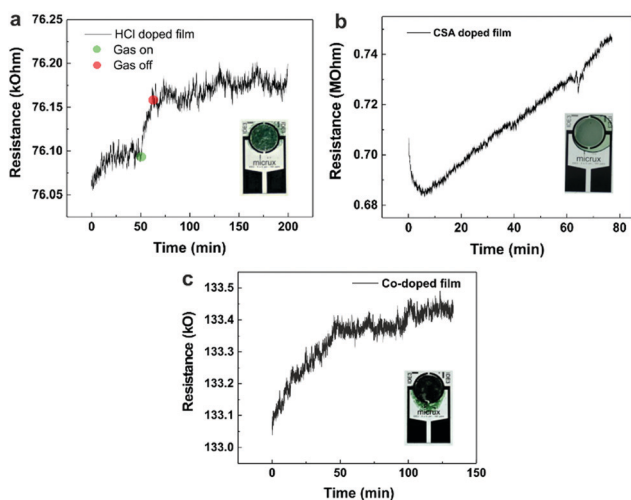 a
HCl doped film
Gas on
Gas off
76.25
76.20
76.15
76.10
76.05
Resistance (kOhm)
0 50 100 150 200
Time (min)
micrux
b
CSA doped film
0.74
0.72
0.70
0.68
Resistance (MOhm)
0 20 40 60 80
Time (min)
micrux
c
Co-doped film
133.5
133.4
133.3
133.2
133.1
133.0
Resistance (kO)
0 50 100 150
Time (min)
micrux